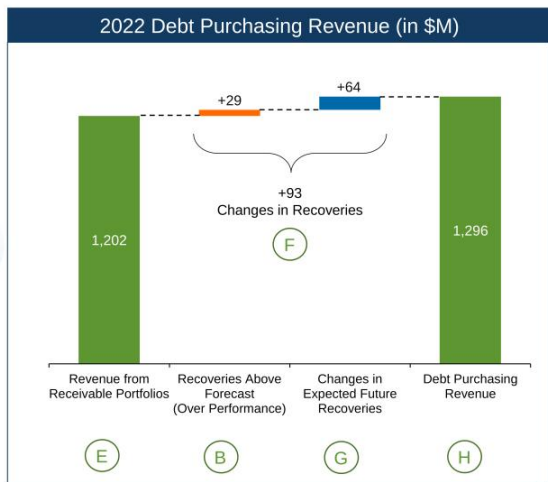 2022 Debt Purchasing Revenue (in $M)
+64
+29
+93
Changes in Recoveries
F
1,202
1,296
Revenue from
Receivable Portfolios
Recoveries Above
Forecast
(Over Performance)
Changes in
Expected Future
Recoveries
Debt Purchasing
Revenue
E
B
G
H